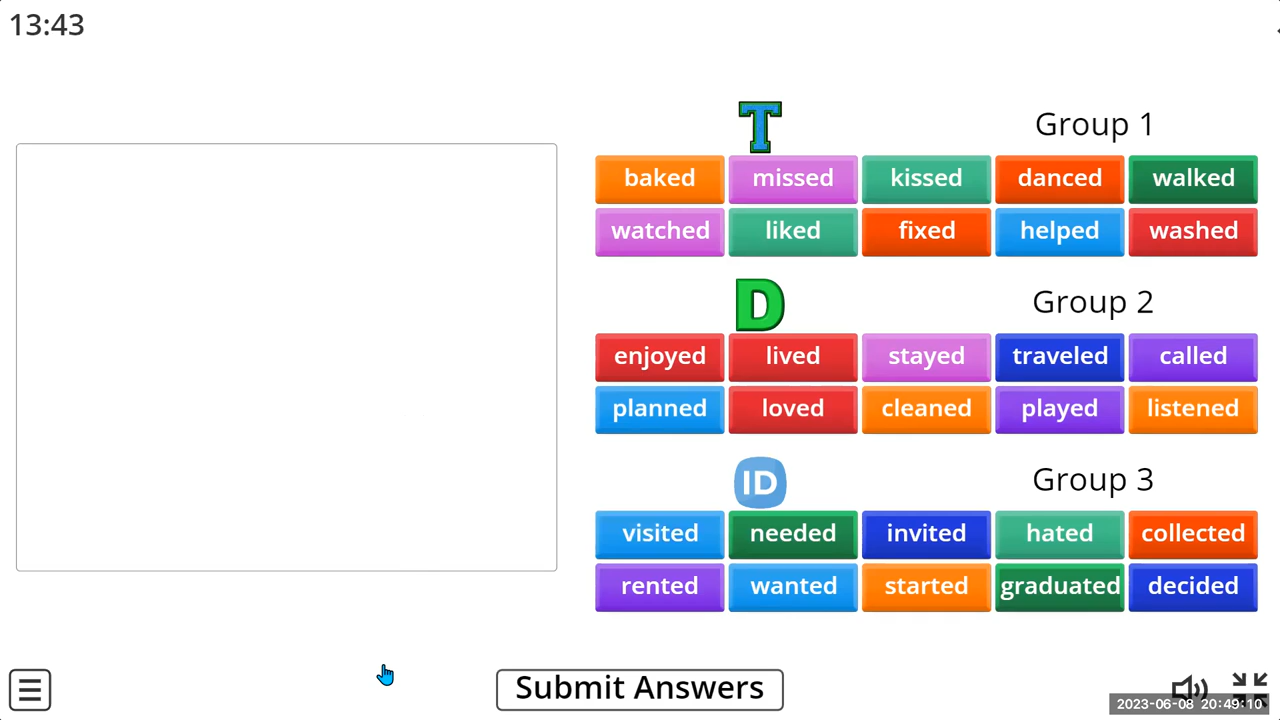 13:43
T Group 1
baked missed kissed danced walked
watched liked fixed helped washed
D Group 2
enjoyed lived stayed traveled called
planned loved cleaned played listened
ID Group 3
visited needed invited hated collected
rented wanted started graduated decided
Submit Answers
2023-06-08 20:49:10